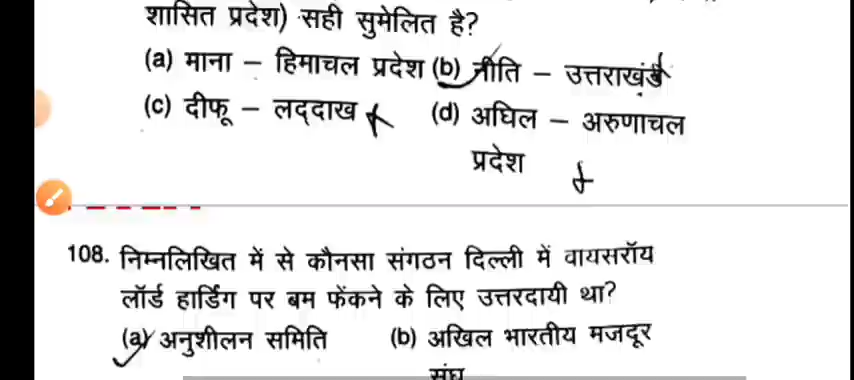 शासित प्रदेश) सही सुमेलित है?
(a) माना – हिमाचल प्रदेश (b) नीति – उत्तराखंड
(c) दीफू – लद्दाख (d) अघिल – अरुणाचल
प्रदेश
108. निम्नलिखित में से कौनसा संगठन दिल्ली में वायसरॉय
लॉर्ड हार्डिंग पर बम फेंकने के लिए उत्तरदायी था?
(a) अनुशीलन समिति (b) अखिल भारतीय मजदूर
संघ